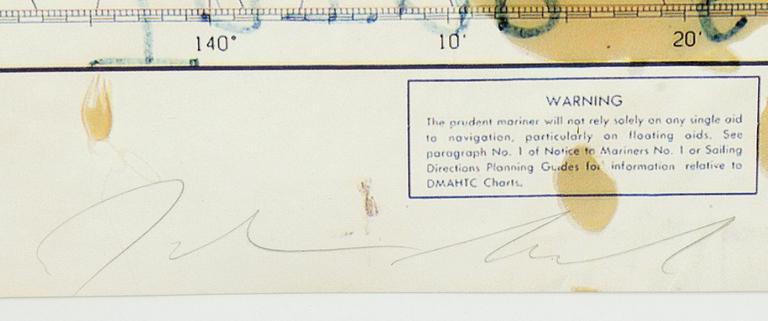 140° 10' 20'
WARNING
The prudent mariner will not rely solely on any single aid
to navigation, particularly on floating aids. See
paragraph No. 1 of Notice to Mariners No. 1 or Sailing
Directions Planning Guides for information relative to
DMAHTC Charts.